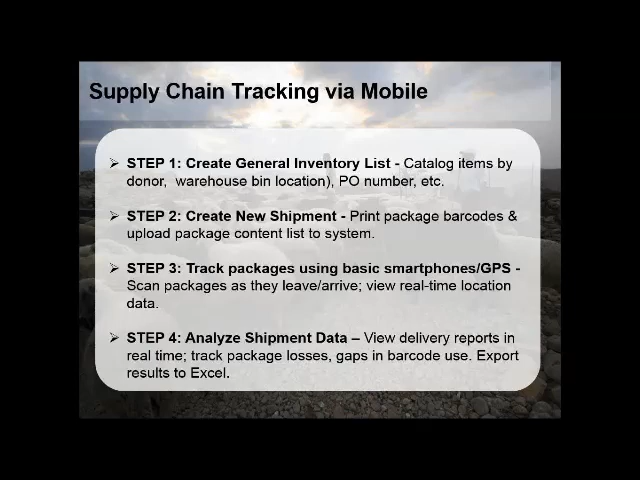 Supply Chain Tracking via Mobile
➢ STEP 1: Create General Inventory List - Catalog items by
donor, warehouse bin location), PO number, etc.
➢ STEP 2: Create New Shipment - Print package barcodes &
upload package content list to system.
➢ STEP 3: Track packages using basic smartphones/GPS -
Scan packages as they leave/arrive; view real-time location
data.
➢ STEP 4: Analyze Shipment Data – View delivery reports in
real time; track package losses, gaps in barcode use. Export
results to Excel.